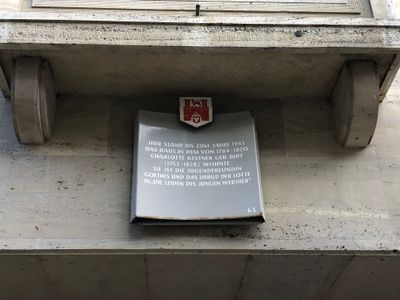 HIER STAND BIS ZUM JAHRE 1943
DAS HAUS, IN DEM VON 1784-1820
CHARLOTTE KESTNER GEB. BUFF
(1753-1828) WOHNTE
SIE IST DIE JUGENDFREUNDIN
GOETHES UND DAS URBILD DER LOTTE
IN „DIE LEIDEN DES JUNGEN WERTHER"
63